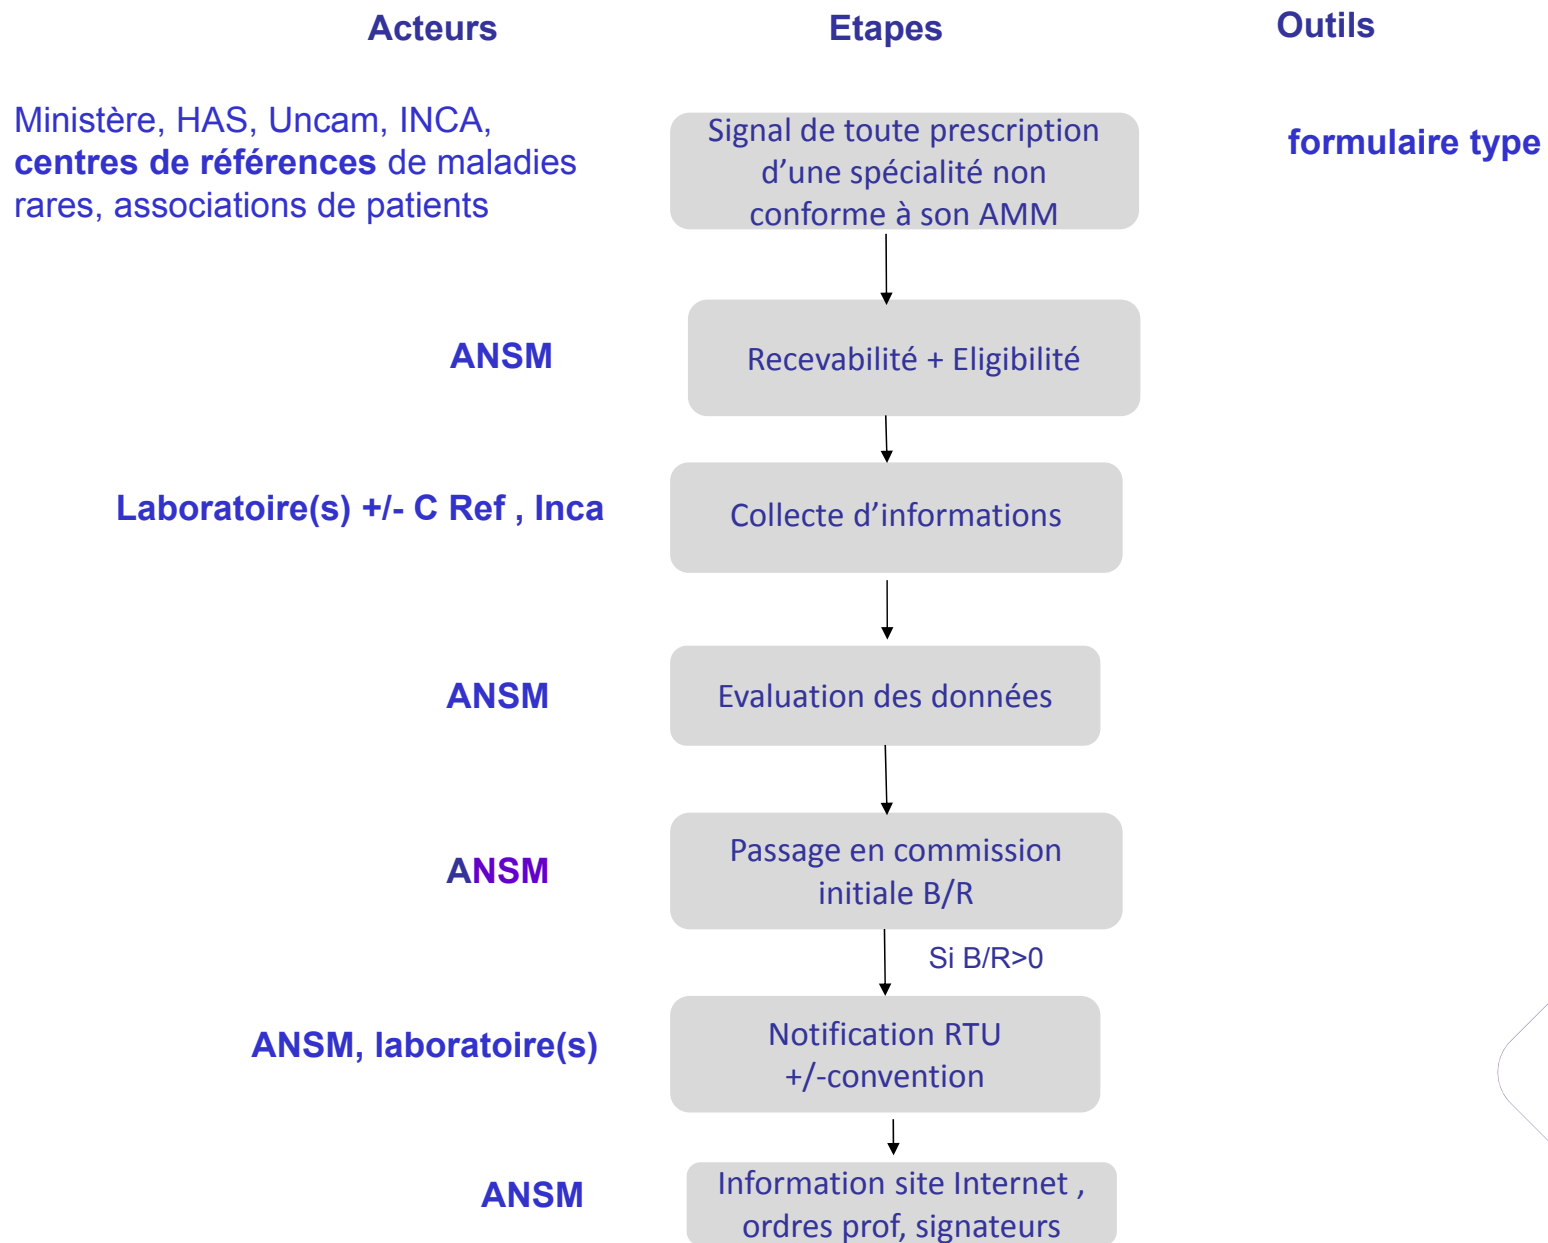 Acteurs
Etapes
Outils
Ministère, HAS, Uncam, INCA,
centres de références de maladies
rares, associations de patients
Signal de toute prescription
d’une spécialité non
conforme à son AMM
formulaire type
ANSM
Recevabilité + Eligibilité
Laboratoire(s) +/- C Ref , Inca
Collecte d’informations
ANSM
Evaluation des données
ANSM
Passage en commission
initiale B/R
Si B/R>0
ANSM, laboratoire(s)
Notification RTU
+/-convention
ANSM
Information site Internet ,
ordres prof, signateurs